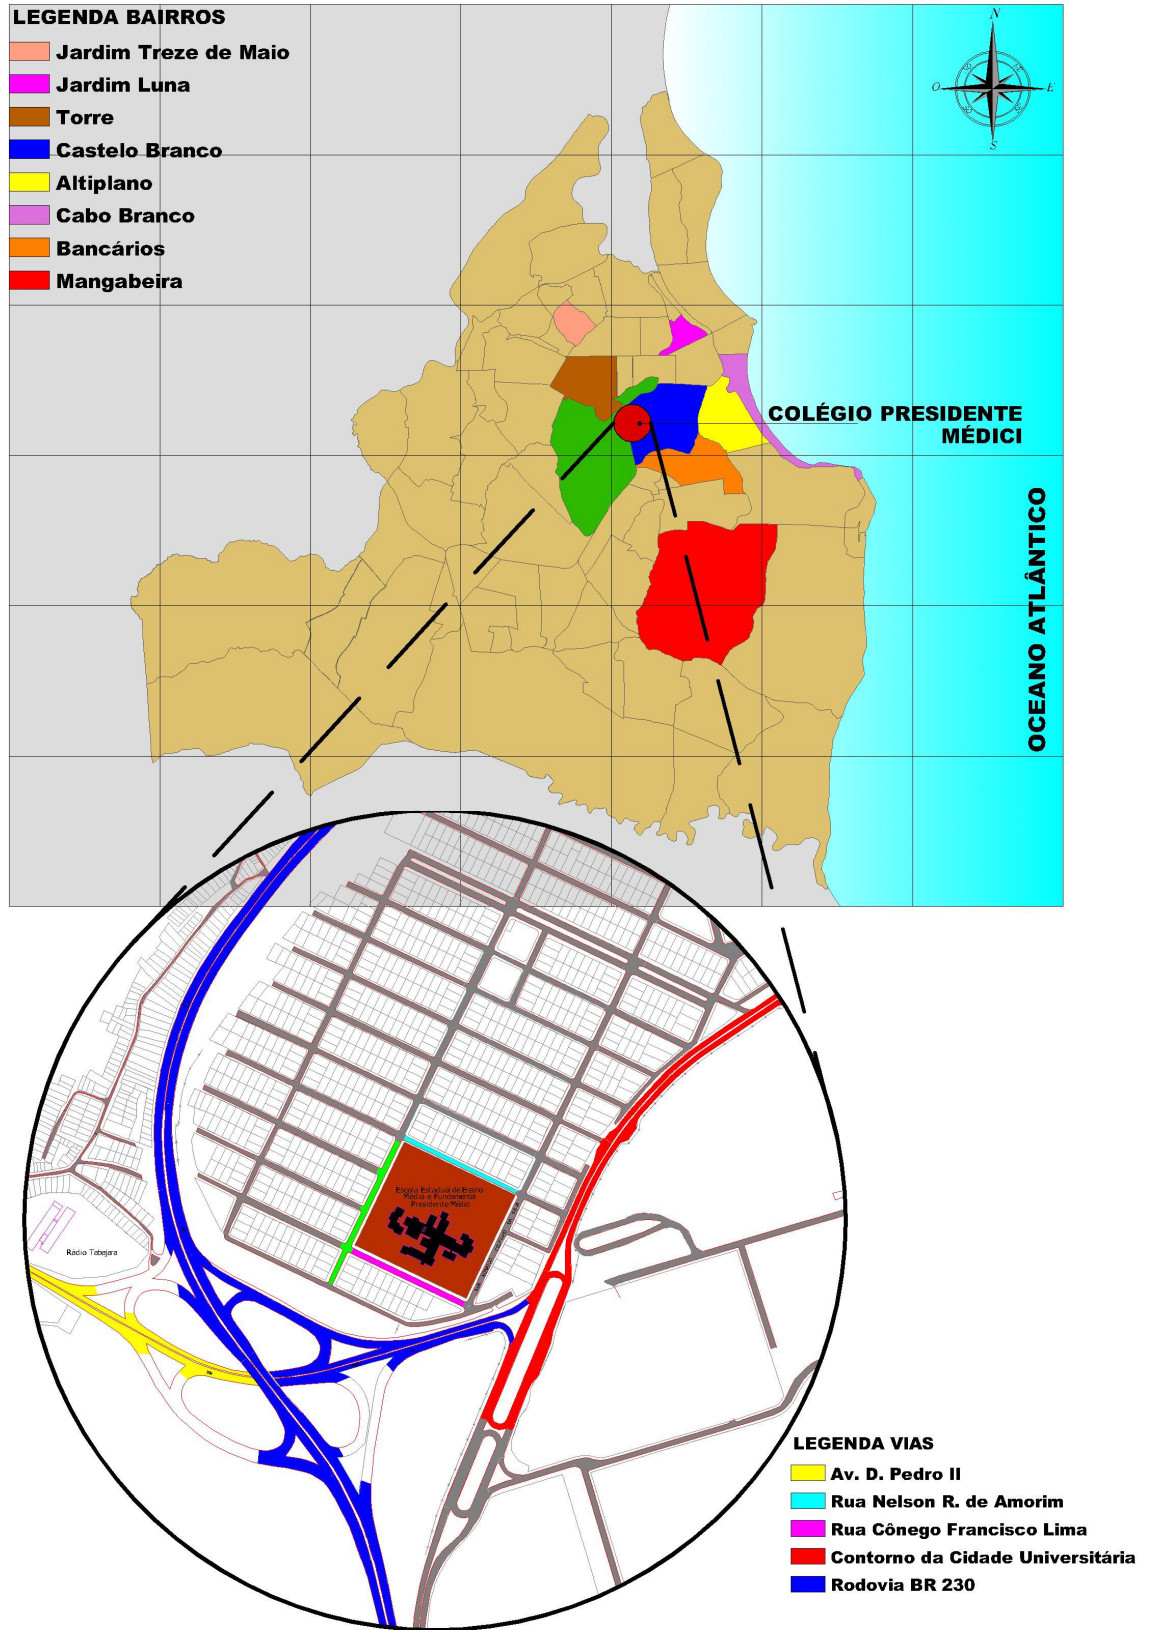 LEGENDA BAIRROS
Jardim Treze de Maio
Jardim Luna
Torre
Castelo Branco
Altiplano
Cabo Branco
Bancários
Mangabeira
N
O
E
S
COLÉGIO PRESIDENTE
MÉDICI
OCEANO ATLÂNTICO
Escola Estadual de Ensino
Médio e Fundamental
Presidente Médici
Rádio Tabajara
LEGENDA VIAS
Av. D. Pedro II
Rua Nelson R. de Amorim
Rua Cônego Francisco Lima
Contorno da Cidade Universitária
Rodovia BR 230